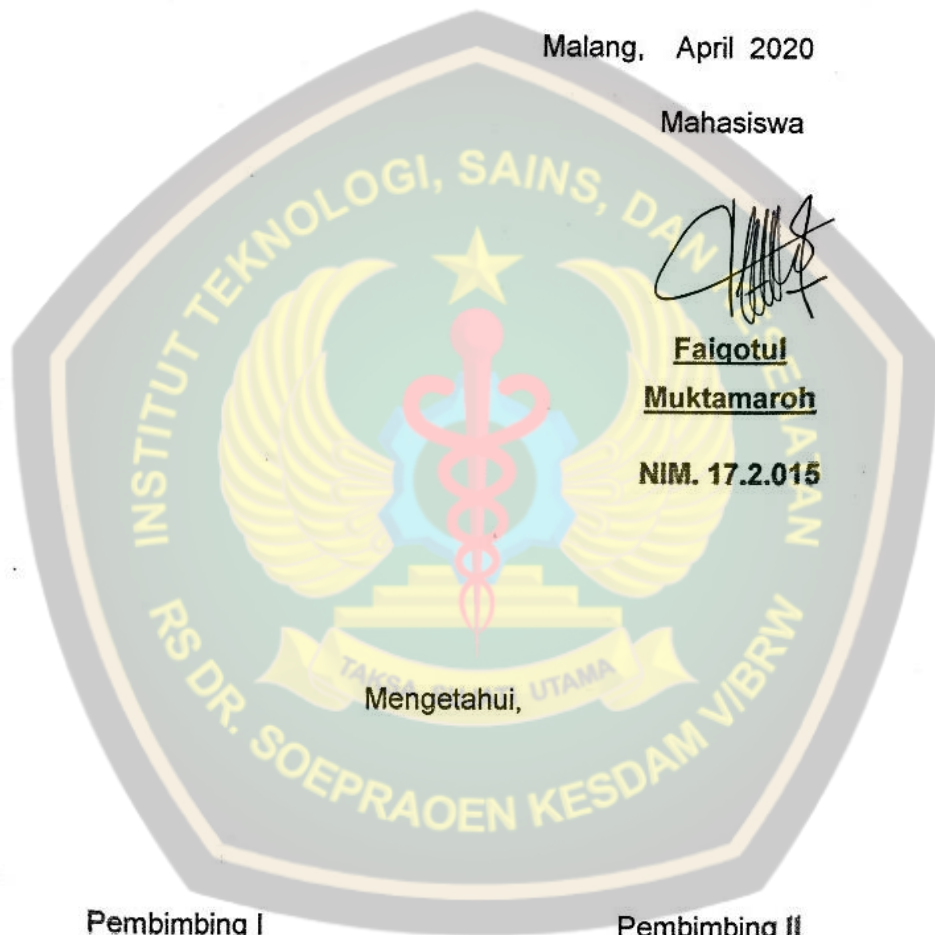 Malang, April 2020
Mahasiswa
Faiqotul
Muktamaroh
NIM. 17.2.015
Mengetahui,
Pembimbing I Pembimbing II
INSTITUT TEKNOLOGI, SAINS, DAN KESEHATAN
RS DR. SOEPRAOEN KESDAM V/BRW
TAKSA UTAMA